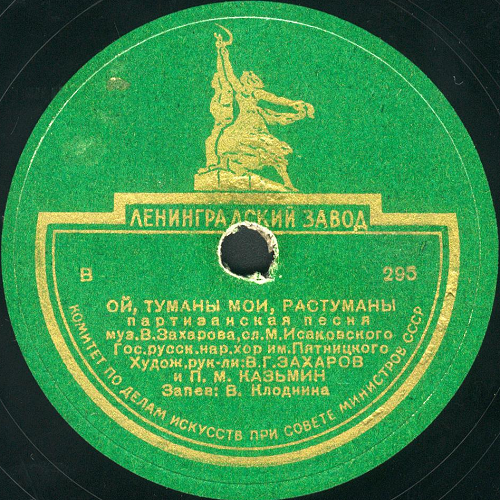 ЛЕНИНГРАДСКИЙ ЗАВОД
В 295
ОЙ, ТУМАНЫ МОИ, РАСТУМАНЫ
партизанская песня
муз.В.Захарова,сл.М.Исаковского
Гос.русск.нар.хор им.Пятницкого
Худож.рук-ли:В.Г.ЗАХАРОВ
и П.М.КАЗЬМИН
Запев: В. Клоднина
КОМИТЕТ ПО ДЕЛАМ ИСКУССТВ ПРИ СОВЕТЕ МИНИСТРОВ СССР